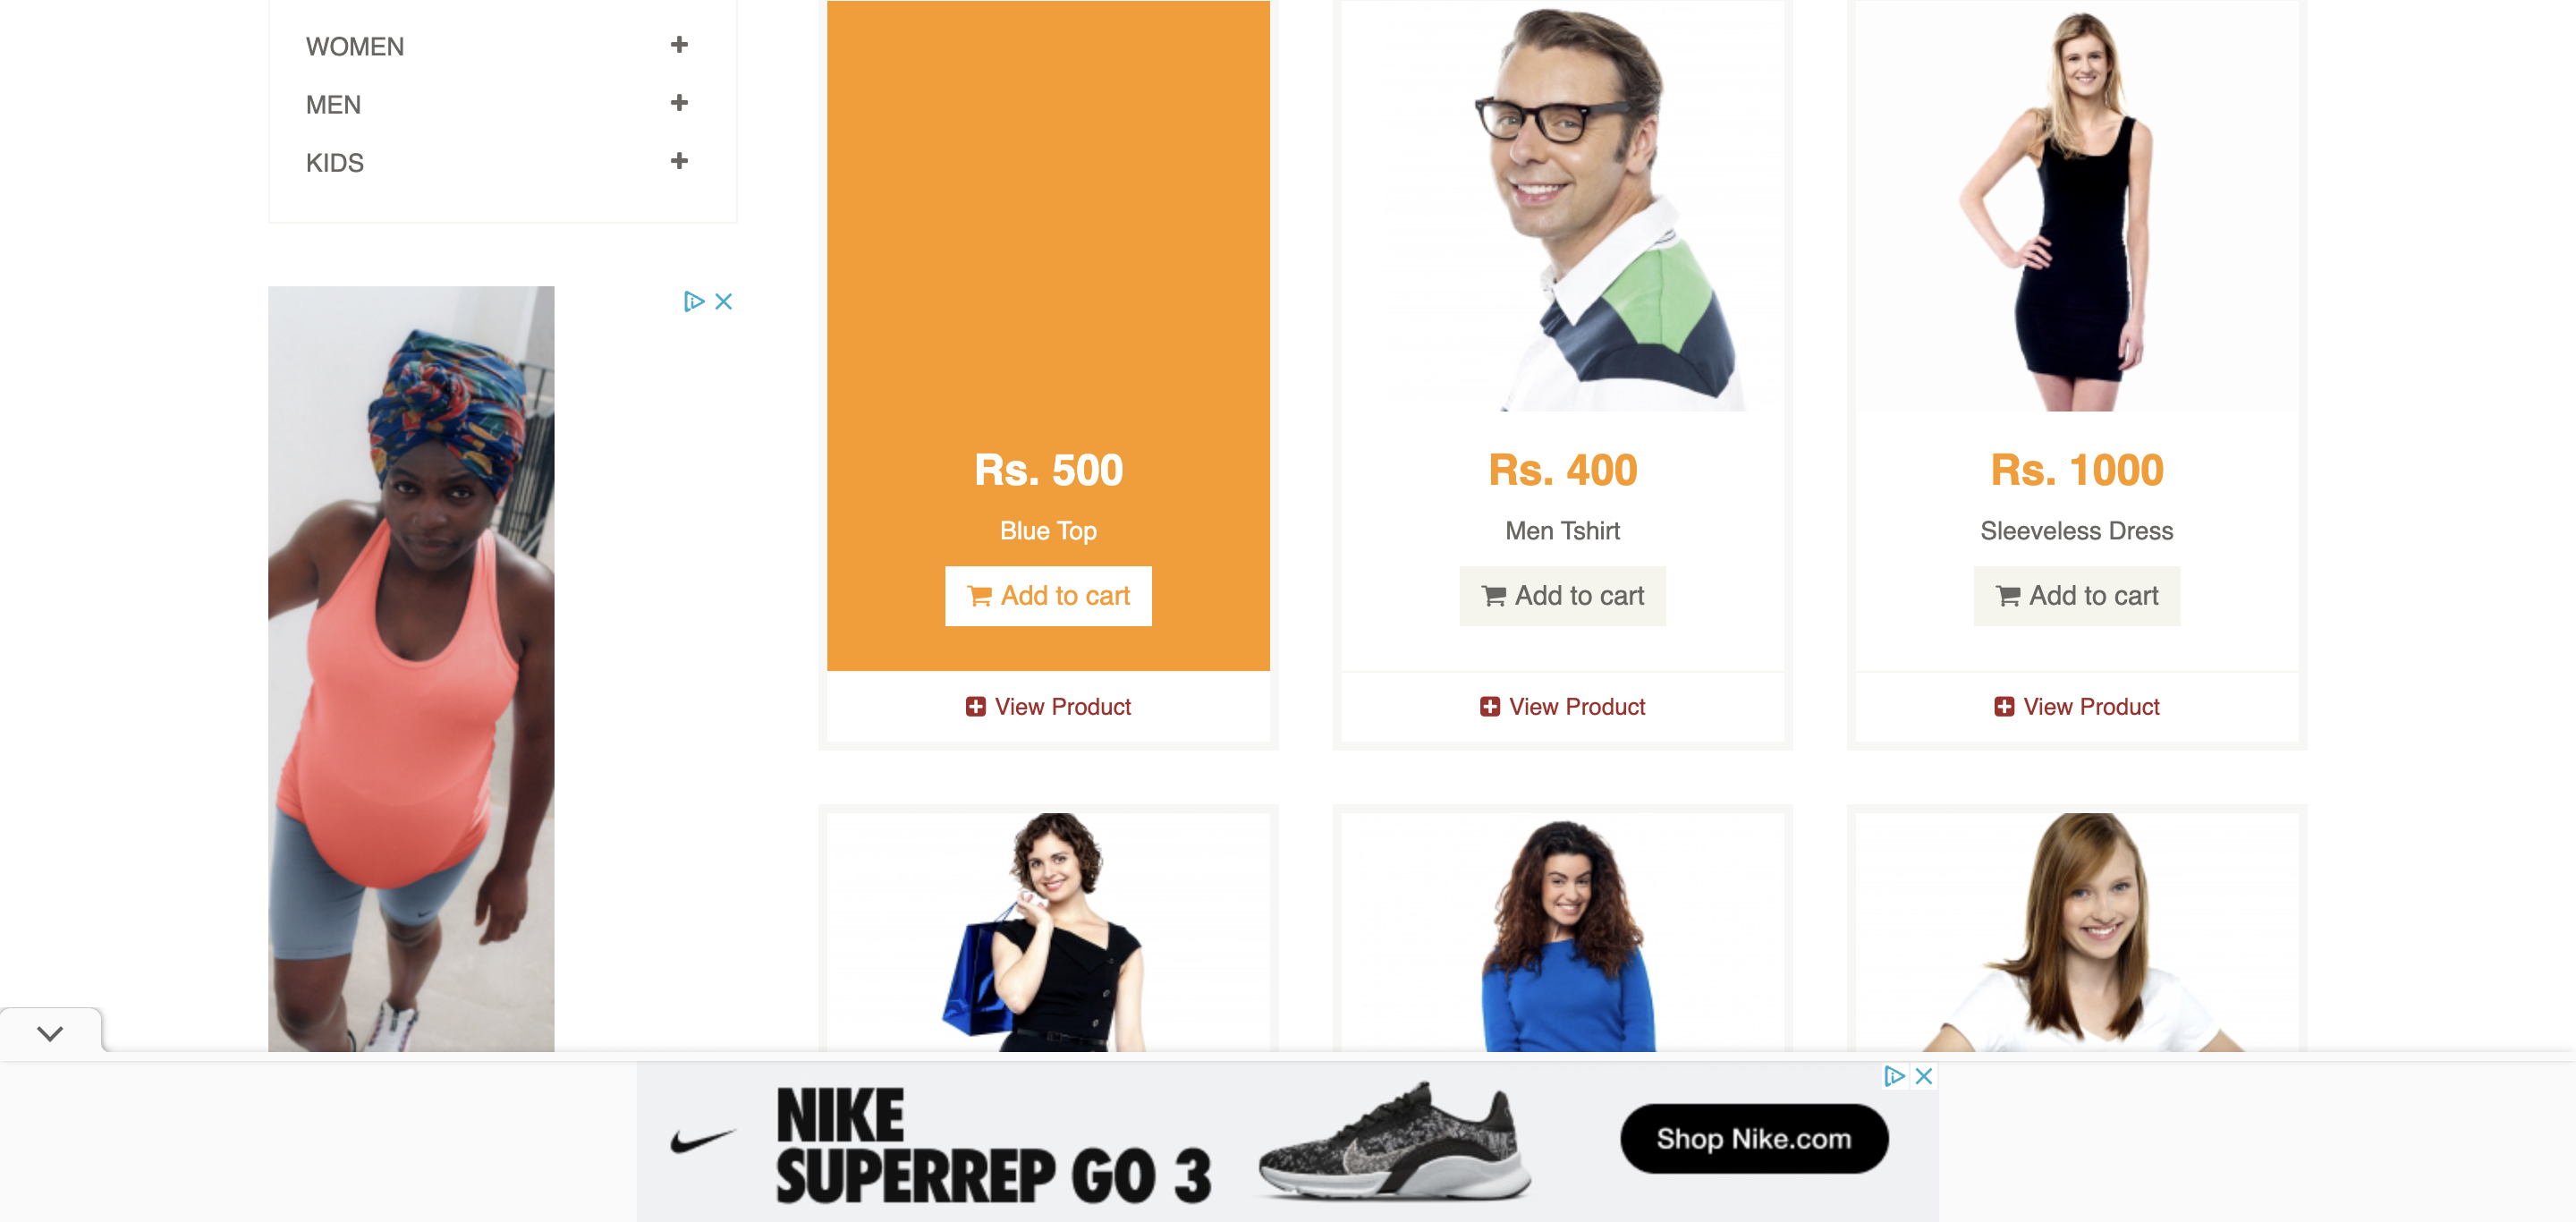 WOMEN
MEN
KIDS
Rs. 500
Blue Top
Add to cart
View Product
Rs. 400
Men Tshirt
Add to cart
View Product
Rs. 1000
Sleeveless Dress
Add to cart
View Product
NIKE
SUPERREP GO 3
Shop Nike.com